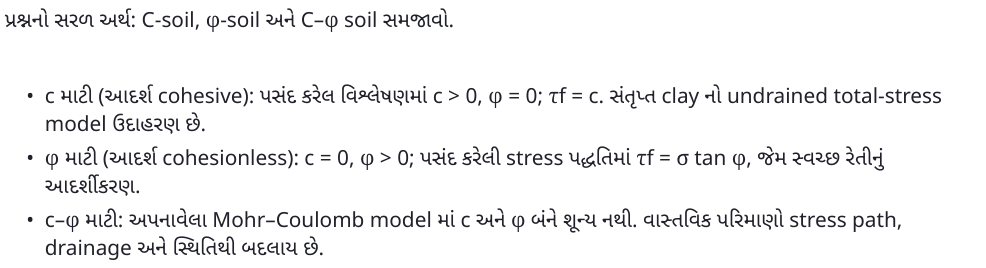 પ્રશ્નનો સરળ અર્થ: C-soil, φ-soil અને C–φ soil સમજાવો.
• c માટી (આદર્શ cohesive): પસંદ કરેલ વિશ્લેષણમાં c > 0, φ = 0; τf = c. સંતૃપ્ત clay નો undrained total-stress
model ઉદાહરણ છે.
• φ માટી (આદર્શ cohesionless): c = 0, φ > 0; પસંદ કરેલી stress પદ્ધતિમાં τf = σ tan φ, જેમ સ્વચ્છ રેતીનું
આદર્શીકરણ.
• c–φ માટી: અપનાવેલા Mohr–Coulomb model માં c અને φ બંને શૂન્ય નથી. વાસ્તવિક પરિમાણો stress path,
drainage અને સ્થિતિથી બદલાય છે.